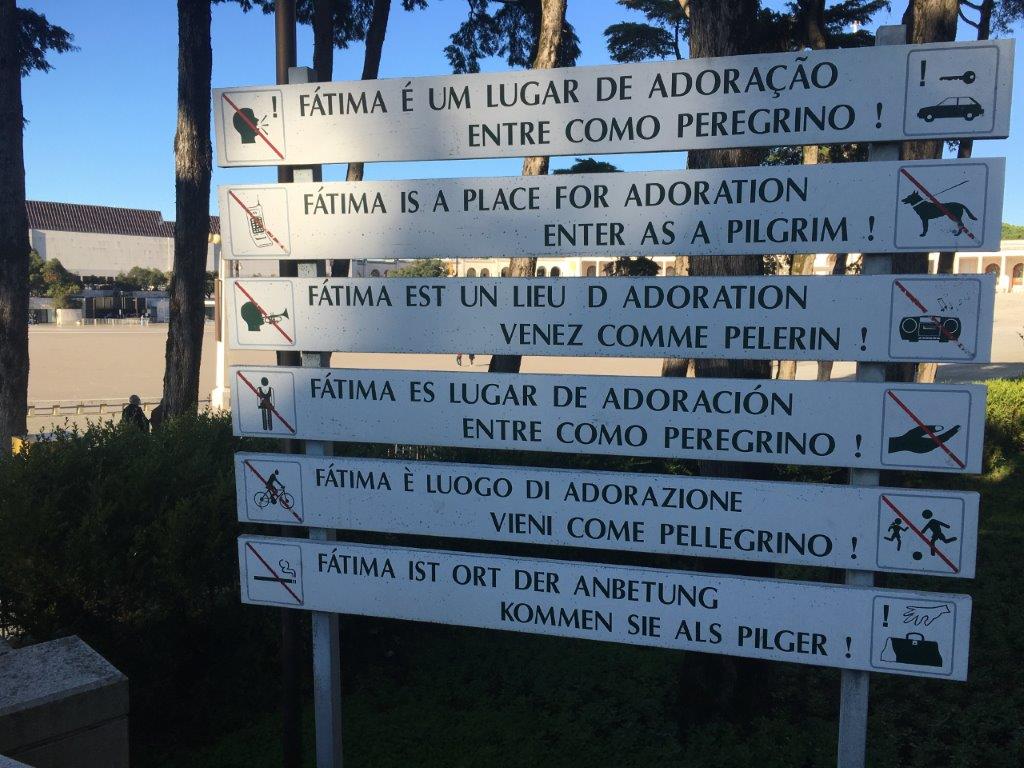 FÁTIMA É UM LUGAR DE ADORAÇÃO
ENTRE COMO PEREGRINO !
FÁTIMA IS A PLACE FOR ADORATION
ENTER AS A PILGRIM !
FÁTIMA EST UN LIEU D ADORATION
VENEZ COMME PELERIN !
FÁTIMA ES LUGAR DE ADORACIÓN
ENTRE COMO PEREGRINO !
FÁTIMA È LUOGO DI ADORAZIONE
VIENI COME PELLEGRINO !
FÁTIMA IST ORT DER ANBETUNG
KOMMEN SIE ALS PILGER !